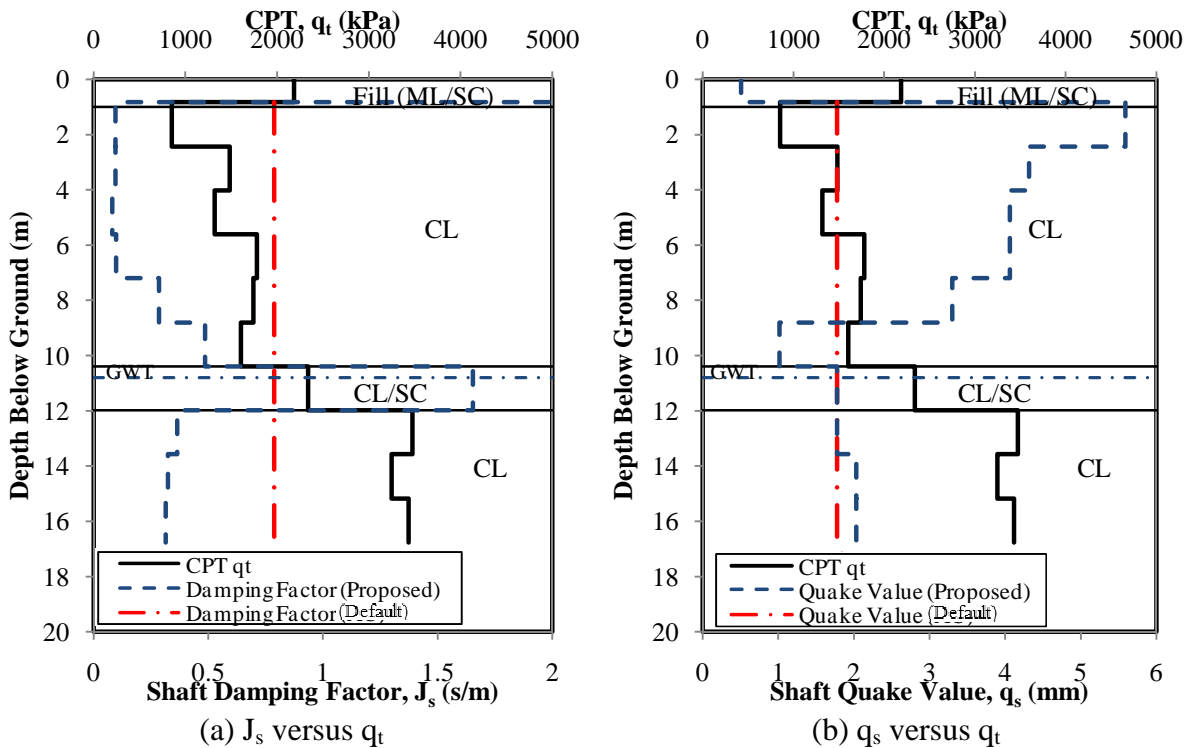 CPT, qt (kPa)
0 1000 2000 3000 4000 5000
0
2
4
6
8
10
12
14
16
18
20
Depth Below Ground (m)
Fill (ML/SC)
CL
GWT
CL/SC
CL
CPT qt
Damping Factor (Proposed)
Damping Factor (Default)
0 0.5 1 1.5 2
Shaft Damping Factor, Js (s/m)
(a) Js versus qt
CPT, qt (kPa)
0 1000 2000 3000 4000 5000
0
2
4
6
8
10
12
14
16
18
20
Depth Below Ground (m)
Fill (ML/SC)
CL
GWT
CL/SC
CL
CPT qt
Quake Value (Proposed)
Quake Value (Default)
0 1 2 3 4 5 6
Shaft Quake Value, qs (mm)
(b) qs versus qt